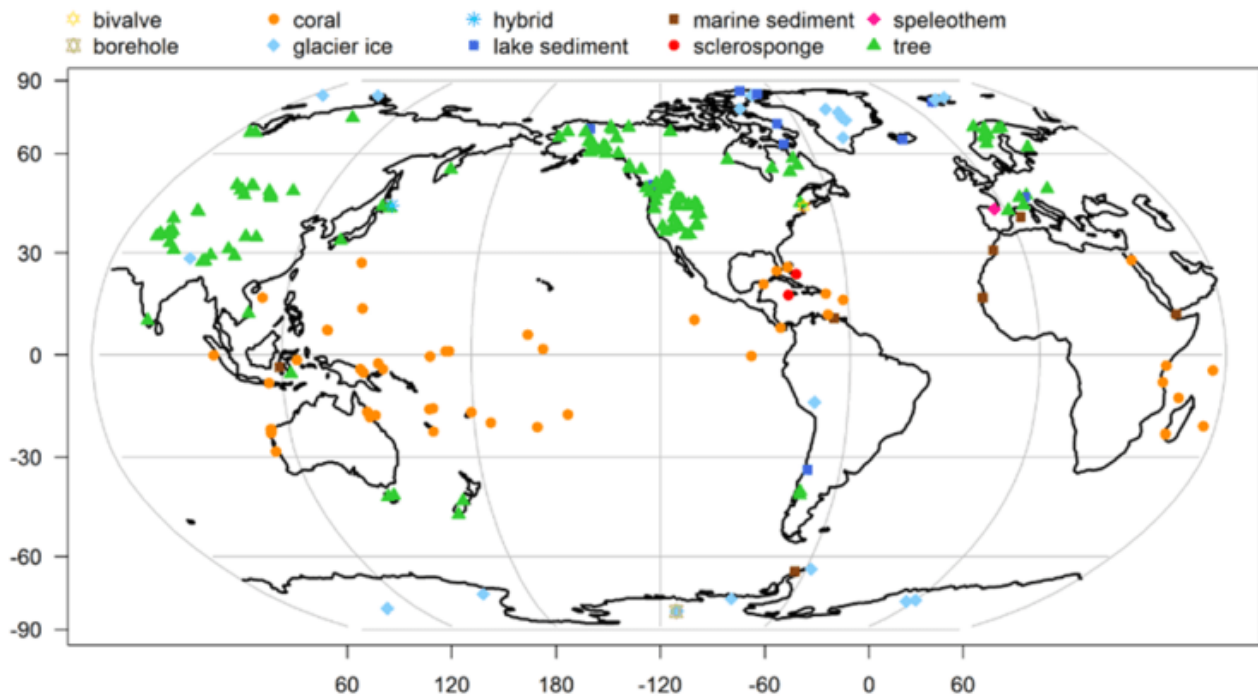 bivalve coral hybrid marine sediment speleothem
borehole glacier ice lake sediment sclerosponge tree
90
60
30
0
-30
-60
-90
60 120 180 -120 -60 0 60